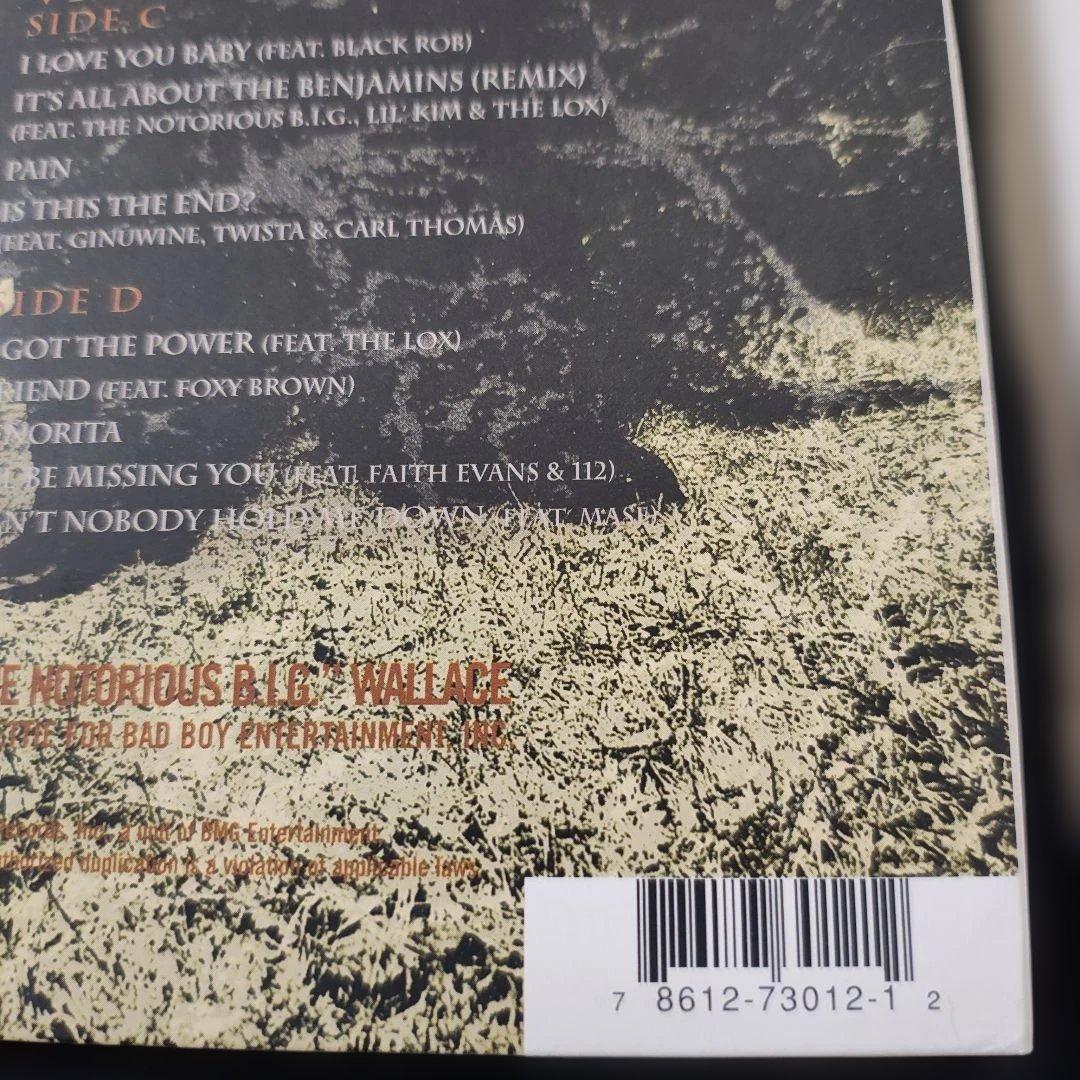 SIDE C
I LOVE YOU BABY (FEAT. BLACK ROB)
IT'S ALL ABOUT THE BENJAMINS (REMIX)
(FEAT. THE NOTORIOUS B.I.G., LIL' KIM & THE LOX)
PAIN
IS THIS THE END?
(FEAT. GINUWINE, TWISTA & CARL THOMAS)
SIDE D
GOT THE POWER (FEAT. THE LOX)
RIEND (FEAT. FOXY BROWN)
NORITA
BE MISSING YOU (FEAT. FAITH EVANS & 112)
N'T NOBODY HOLD ME DOWN (FEAT. MASE)
E NOTORIOUS B.I.G." WALLACE
FOR BAD BOY ENTERTAINMENT, INC.
Records, Inc., a unit of BMG Entertainment.
uthorized duplication is a violation of applicable laws.
7 8612-73012-1 2